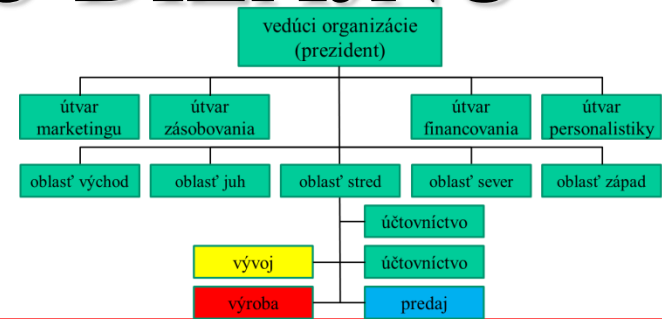 vedúci organizácie
(prezident)
útvar
marketingu
útvar
zásobovania
útvar
financovania
útvar
personalistiky
oblasť východ
oblasť juh
oblasť stred
oblasť sever
oblasť západ
účtovníctvo
vývoj
účtovníctvo
výroba
predaj